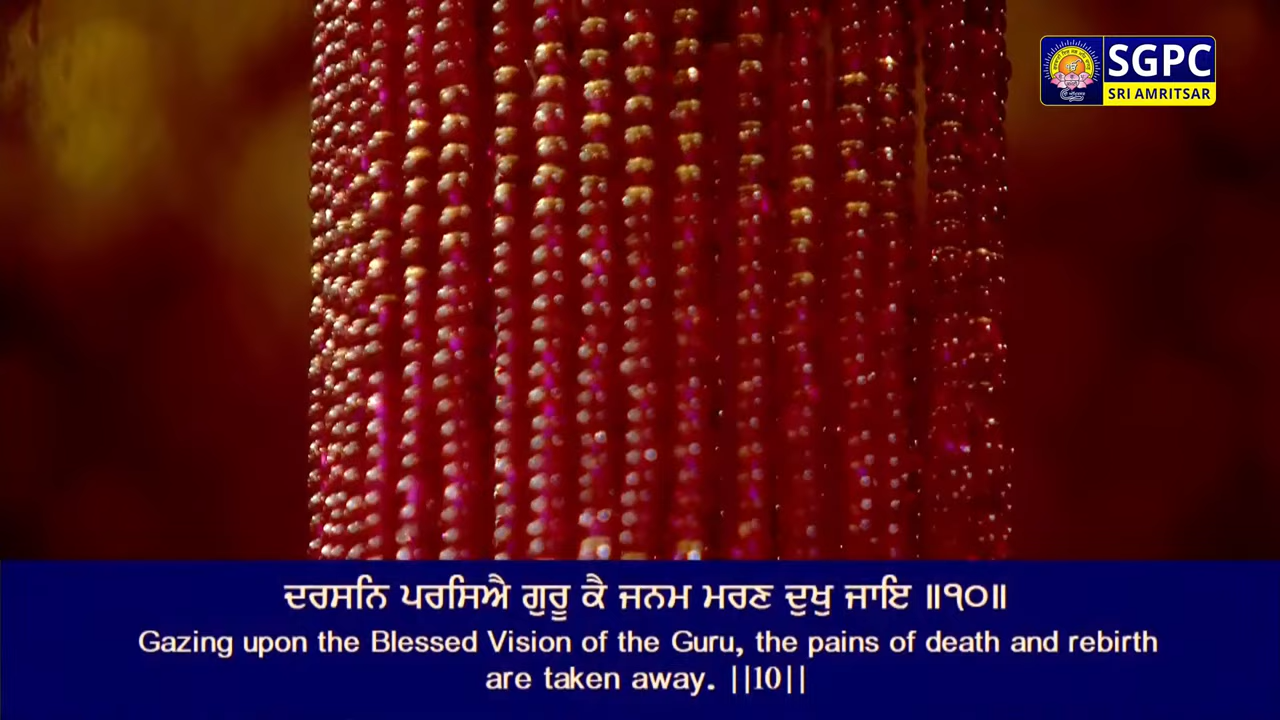 SGPC
SRI AMRITSAR
ਦਰਸਨਿ ਪਰਸਿਐ ਗੁਰੂ ਕੈ ਜਨਮ ਮਰਣ ਦੁਖੁ ਜਾਇ ॥੧੦॥
Gazing upon the Blessed Vision of the Guru, the pains of death and rebirth
are taken away. ||10||